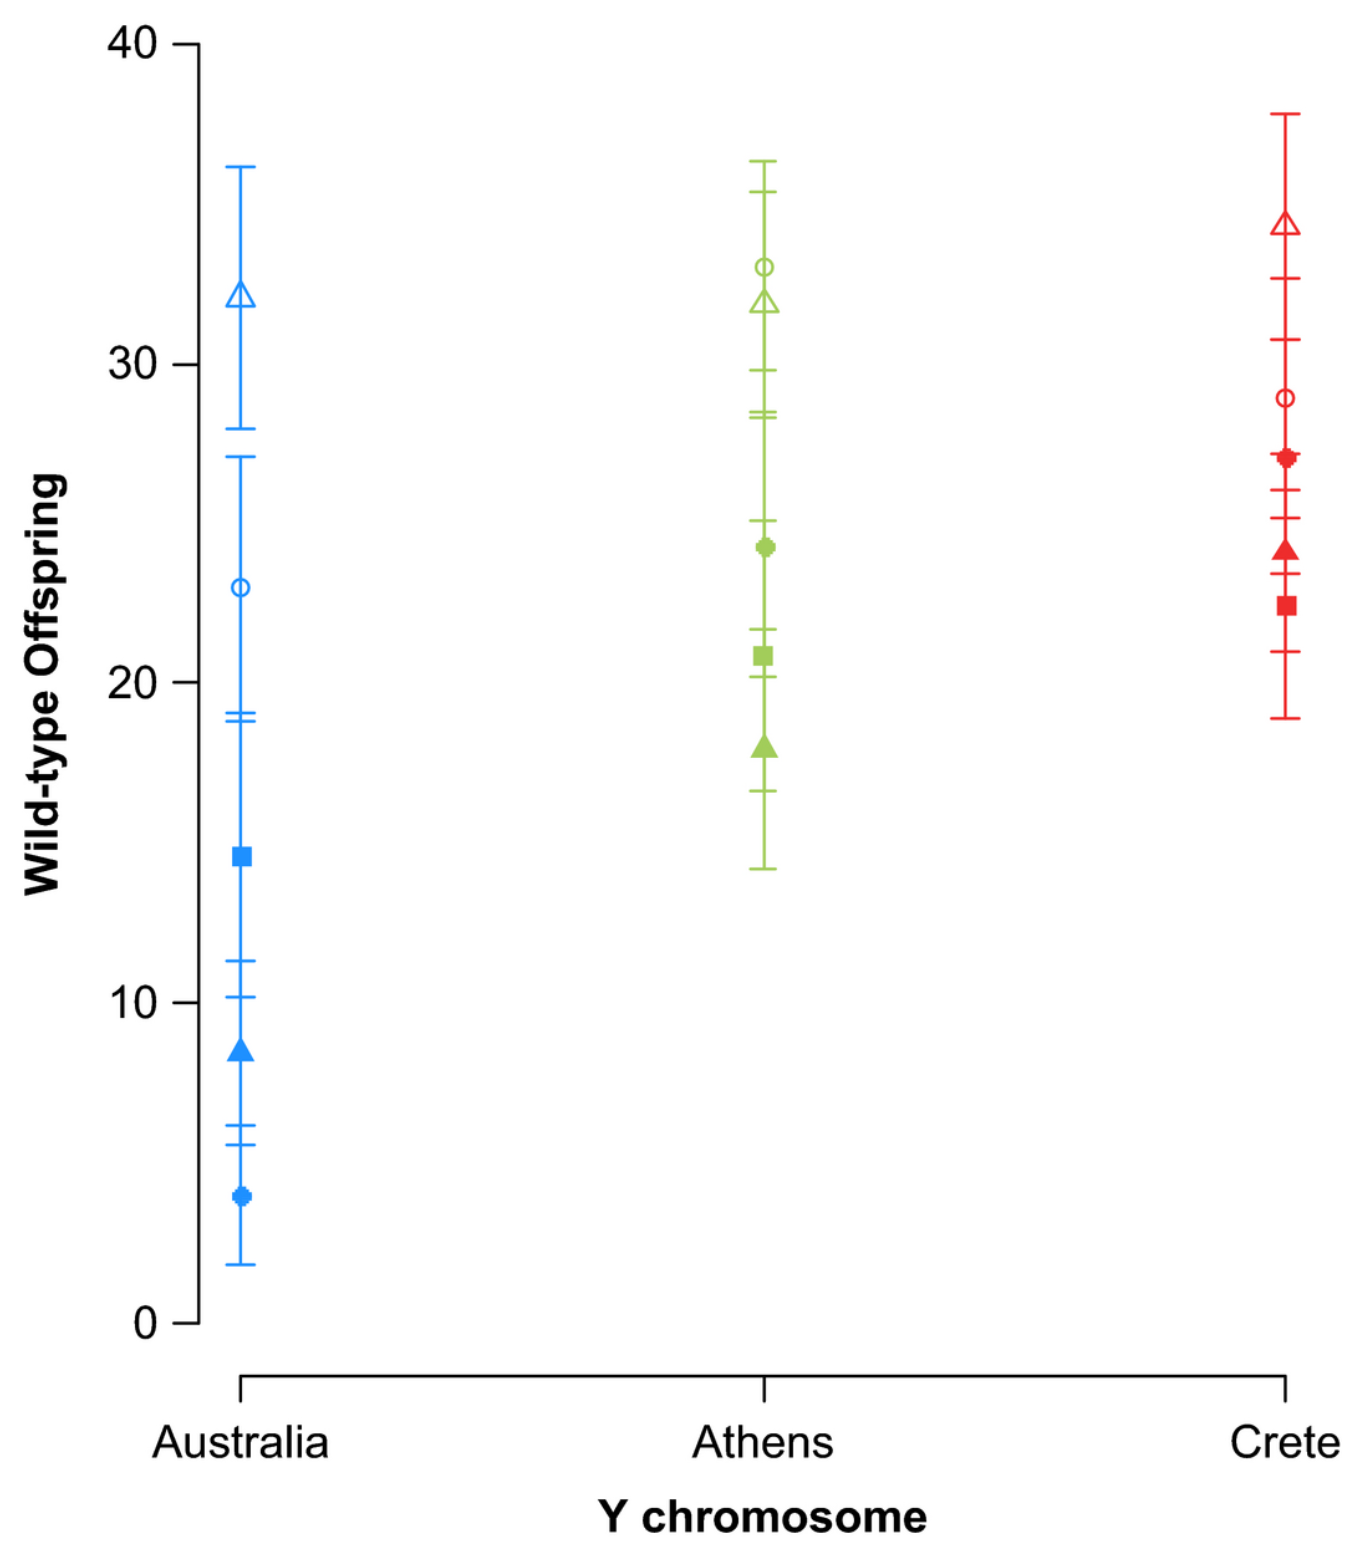 40
30
20
10
0
Wild-type Offspring
Australia
Athens
Crete
Y chromosome